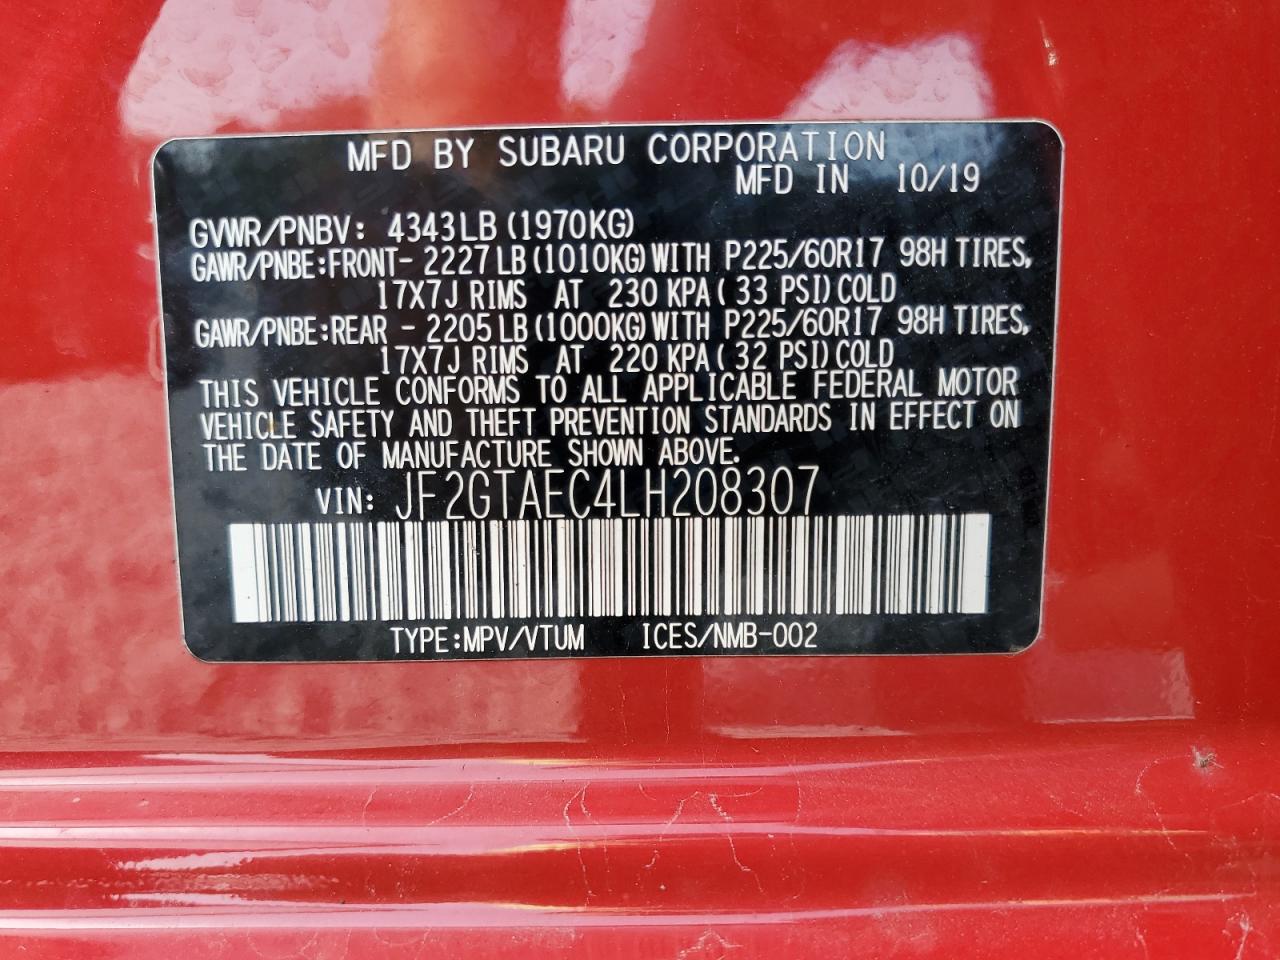 MFD BY SUBARU CORPORATION
MFD IN 10/19
GVWR/PNBV: 4343LB (1970KG)
GAWR/PNBE:FRONT- 2227LB (1010KG) WITH P225/60R17 98H TIRES,
17X7J RIMS AT 230 KPA ( 33 PSI) COLD
GAWR/PNBE:REAR - 2205LB (1000KG) WITH P225/60R17 98H TIRES,
17X7J RIMS AT 220 KPA ( 32 PSI) COLD
THIS VEHICLE CONFORMS TO ALL APPLICABLE FEDERAL MOTOR
VEHICLE SAFETY AND THEFT PREVENTION STANDARDS IN EFFECT ON
THE DATE OF MANUFACTURE SHOWN ABOVE.
VIN: JF2GTAEC4LH208307
TYPE:MPV/VTUM ICES/NMB-002